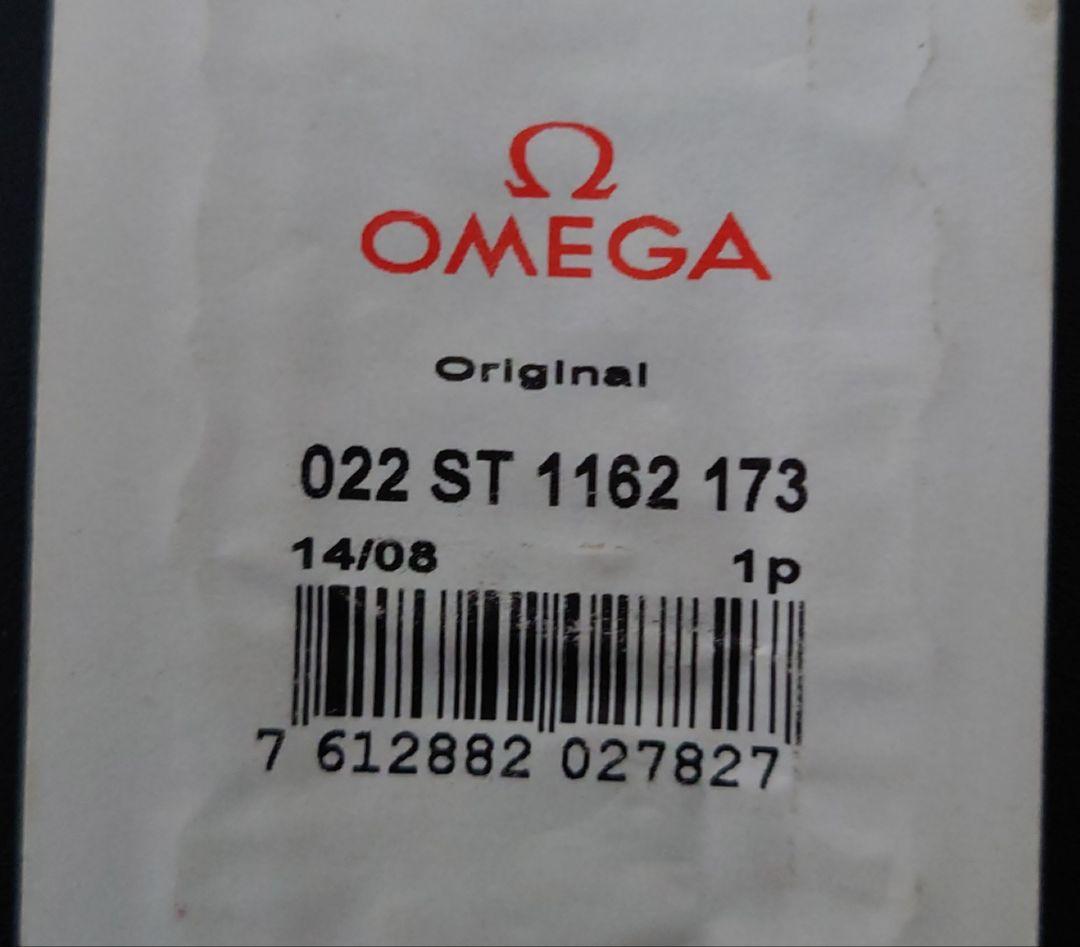 Ω
OMEGA
Original
022 ST 1162 173
14/08 1p
7 612882 027827